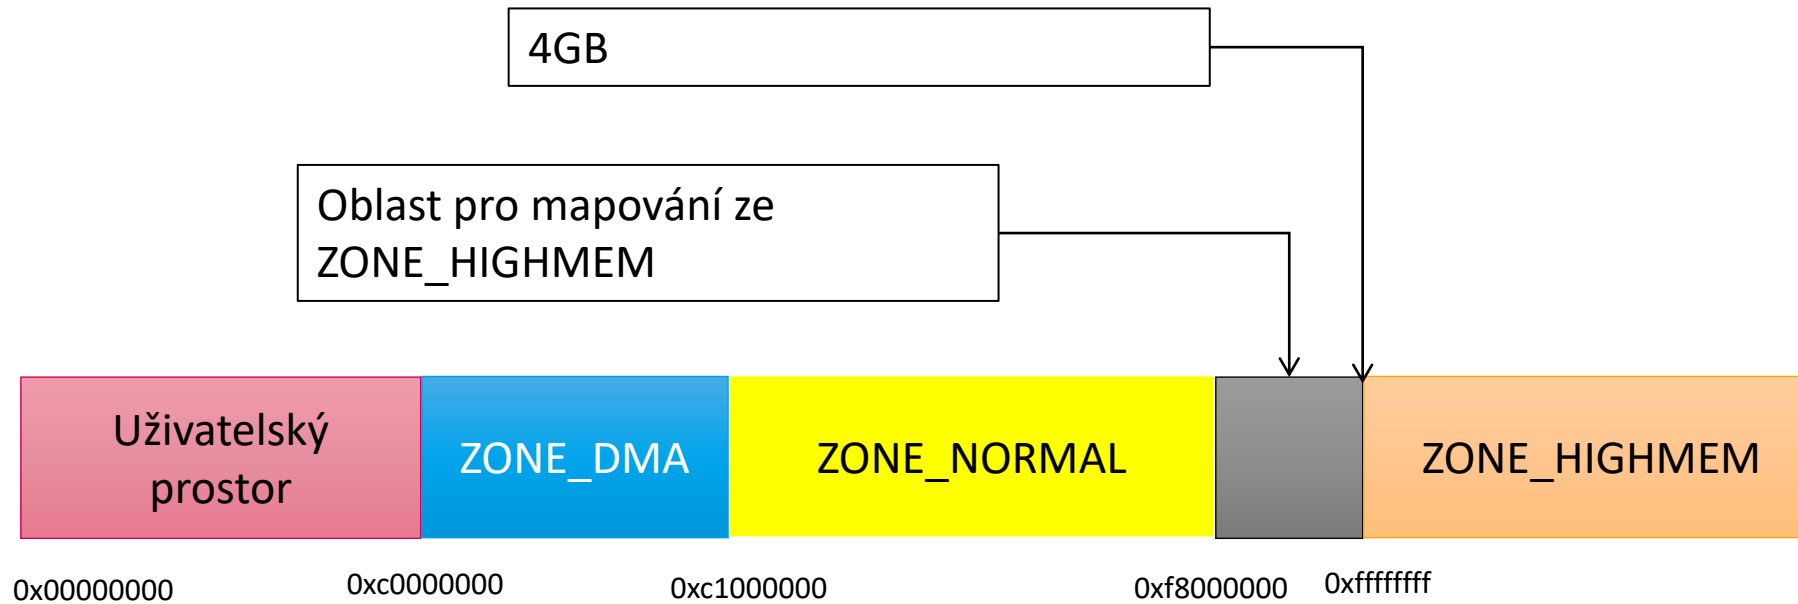 4GB
Oblast pro mapování ze
ZONE_HIGHMEM
Uživatelský
prostor
ZONE_DMA
ZONE_NORMAL
ZONE_HIGHMEM
0x00000000
0xc0000000
0xc1000000
0xf8000000
0xffffffff